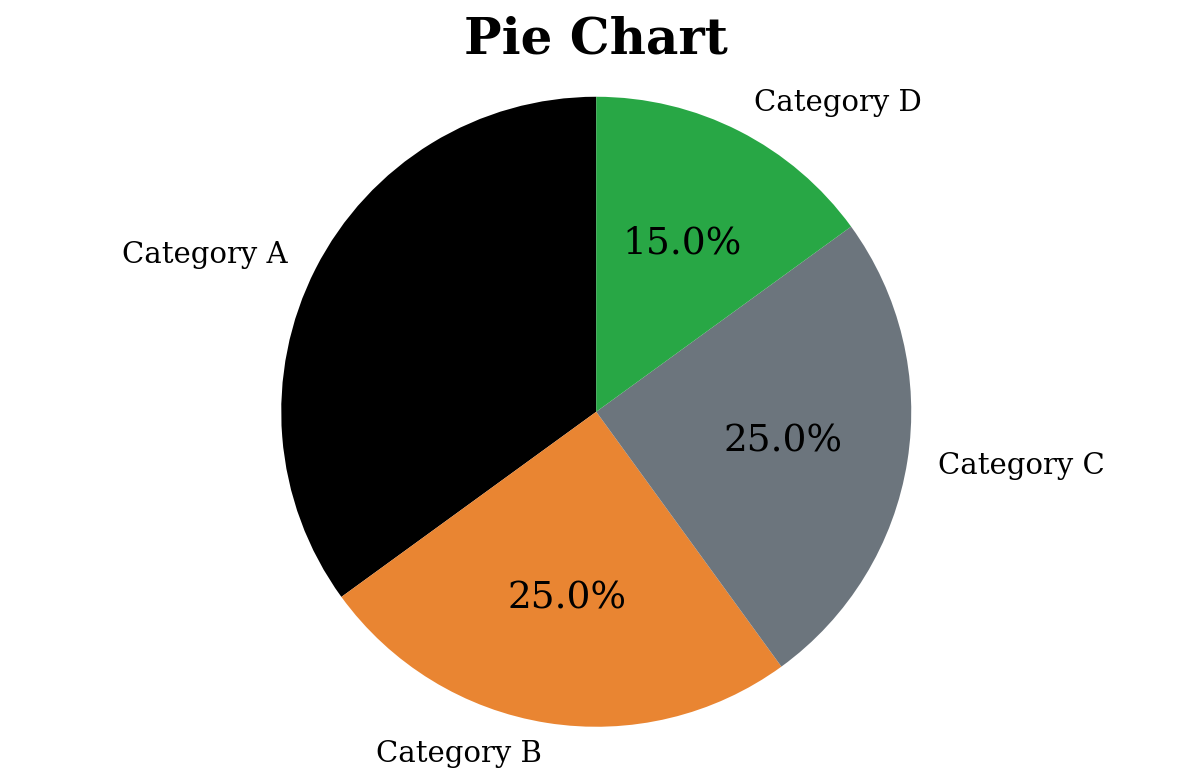 Pie Chart
Category D
Category A
15.0%
25.0%
Category C
25.0%
Category B